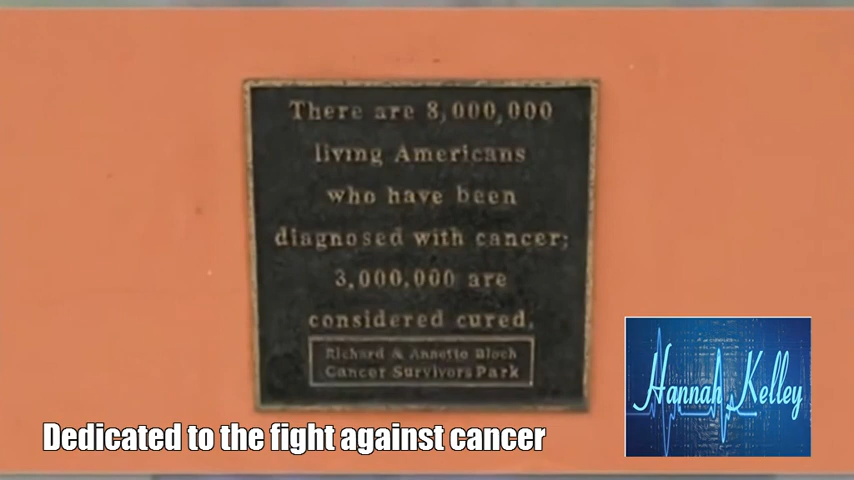 There are 8,000,000
living Americans
who have been
diagnosed with cancer;
3,000,000 are
considered cured.
Richard & Annette Bloch
Cancer Survivors Park
Hannah Kelley
Dedicated to the fight against cancer